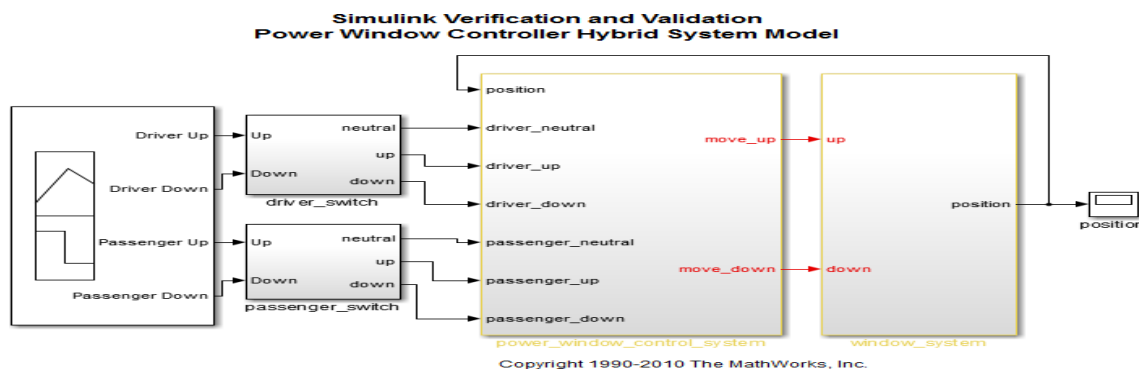 Simulink Verification and Validation
Power Window Controller Hybrid System Model
Driver Up
Driver Down
Passenger Up
Passenger Down
Up
Down
neutral
up
down
driver_switch
Up
Down
neutral
up
down
passenger_switch
position
driver_neutral
driver_up
driver_down
passenger_neutral
passenger_up
passenger_down
move_up
move_down
power_window_control_system
up
down
position
window_system
position
Copyright 1990-2010 The MathWorks, Inc.